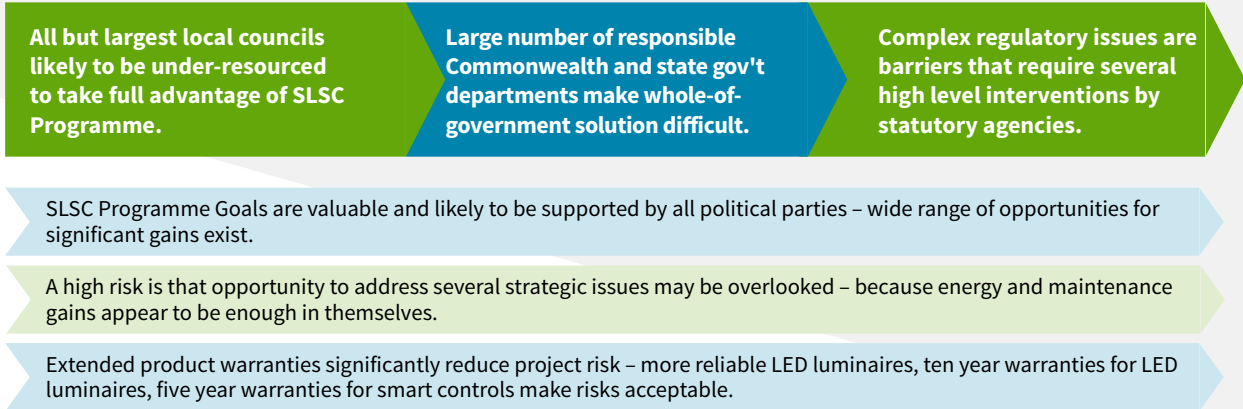 All but largest local councils
likely to be under-resourced
to take full advantage of SLSC
Programme.
Large number of responsible
Commonwealth and state gov't
departments make whole-of-
government solution difficult.
Complex regulatory issues are
barriers that require several
high level interventions by
statutory agencies.
SLSC Programme Goals are valuable and likely to be supported by all political parties – wide range of opportunities for
significant gains exist.
A high risk is that opportunity to address several strategic issues may be overlooked – because energy and maintenance
gains appear to be enough in themselves.
Extended product warranties significantly reduce project risk – more reliable LED luminaires, ten year warranties for LED
luminaires, five year warranties for smart controls make risks acceptable.